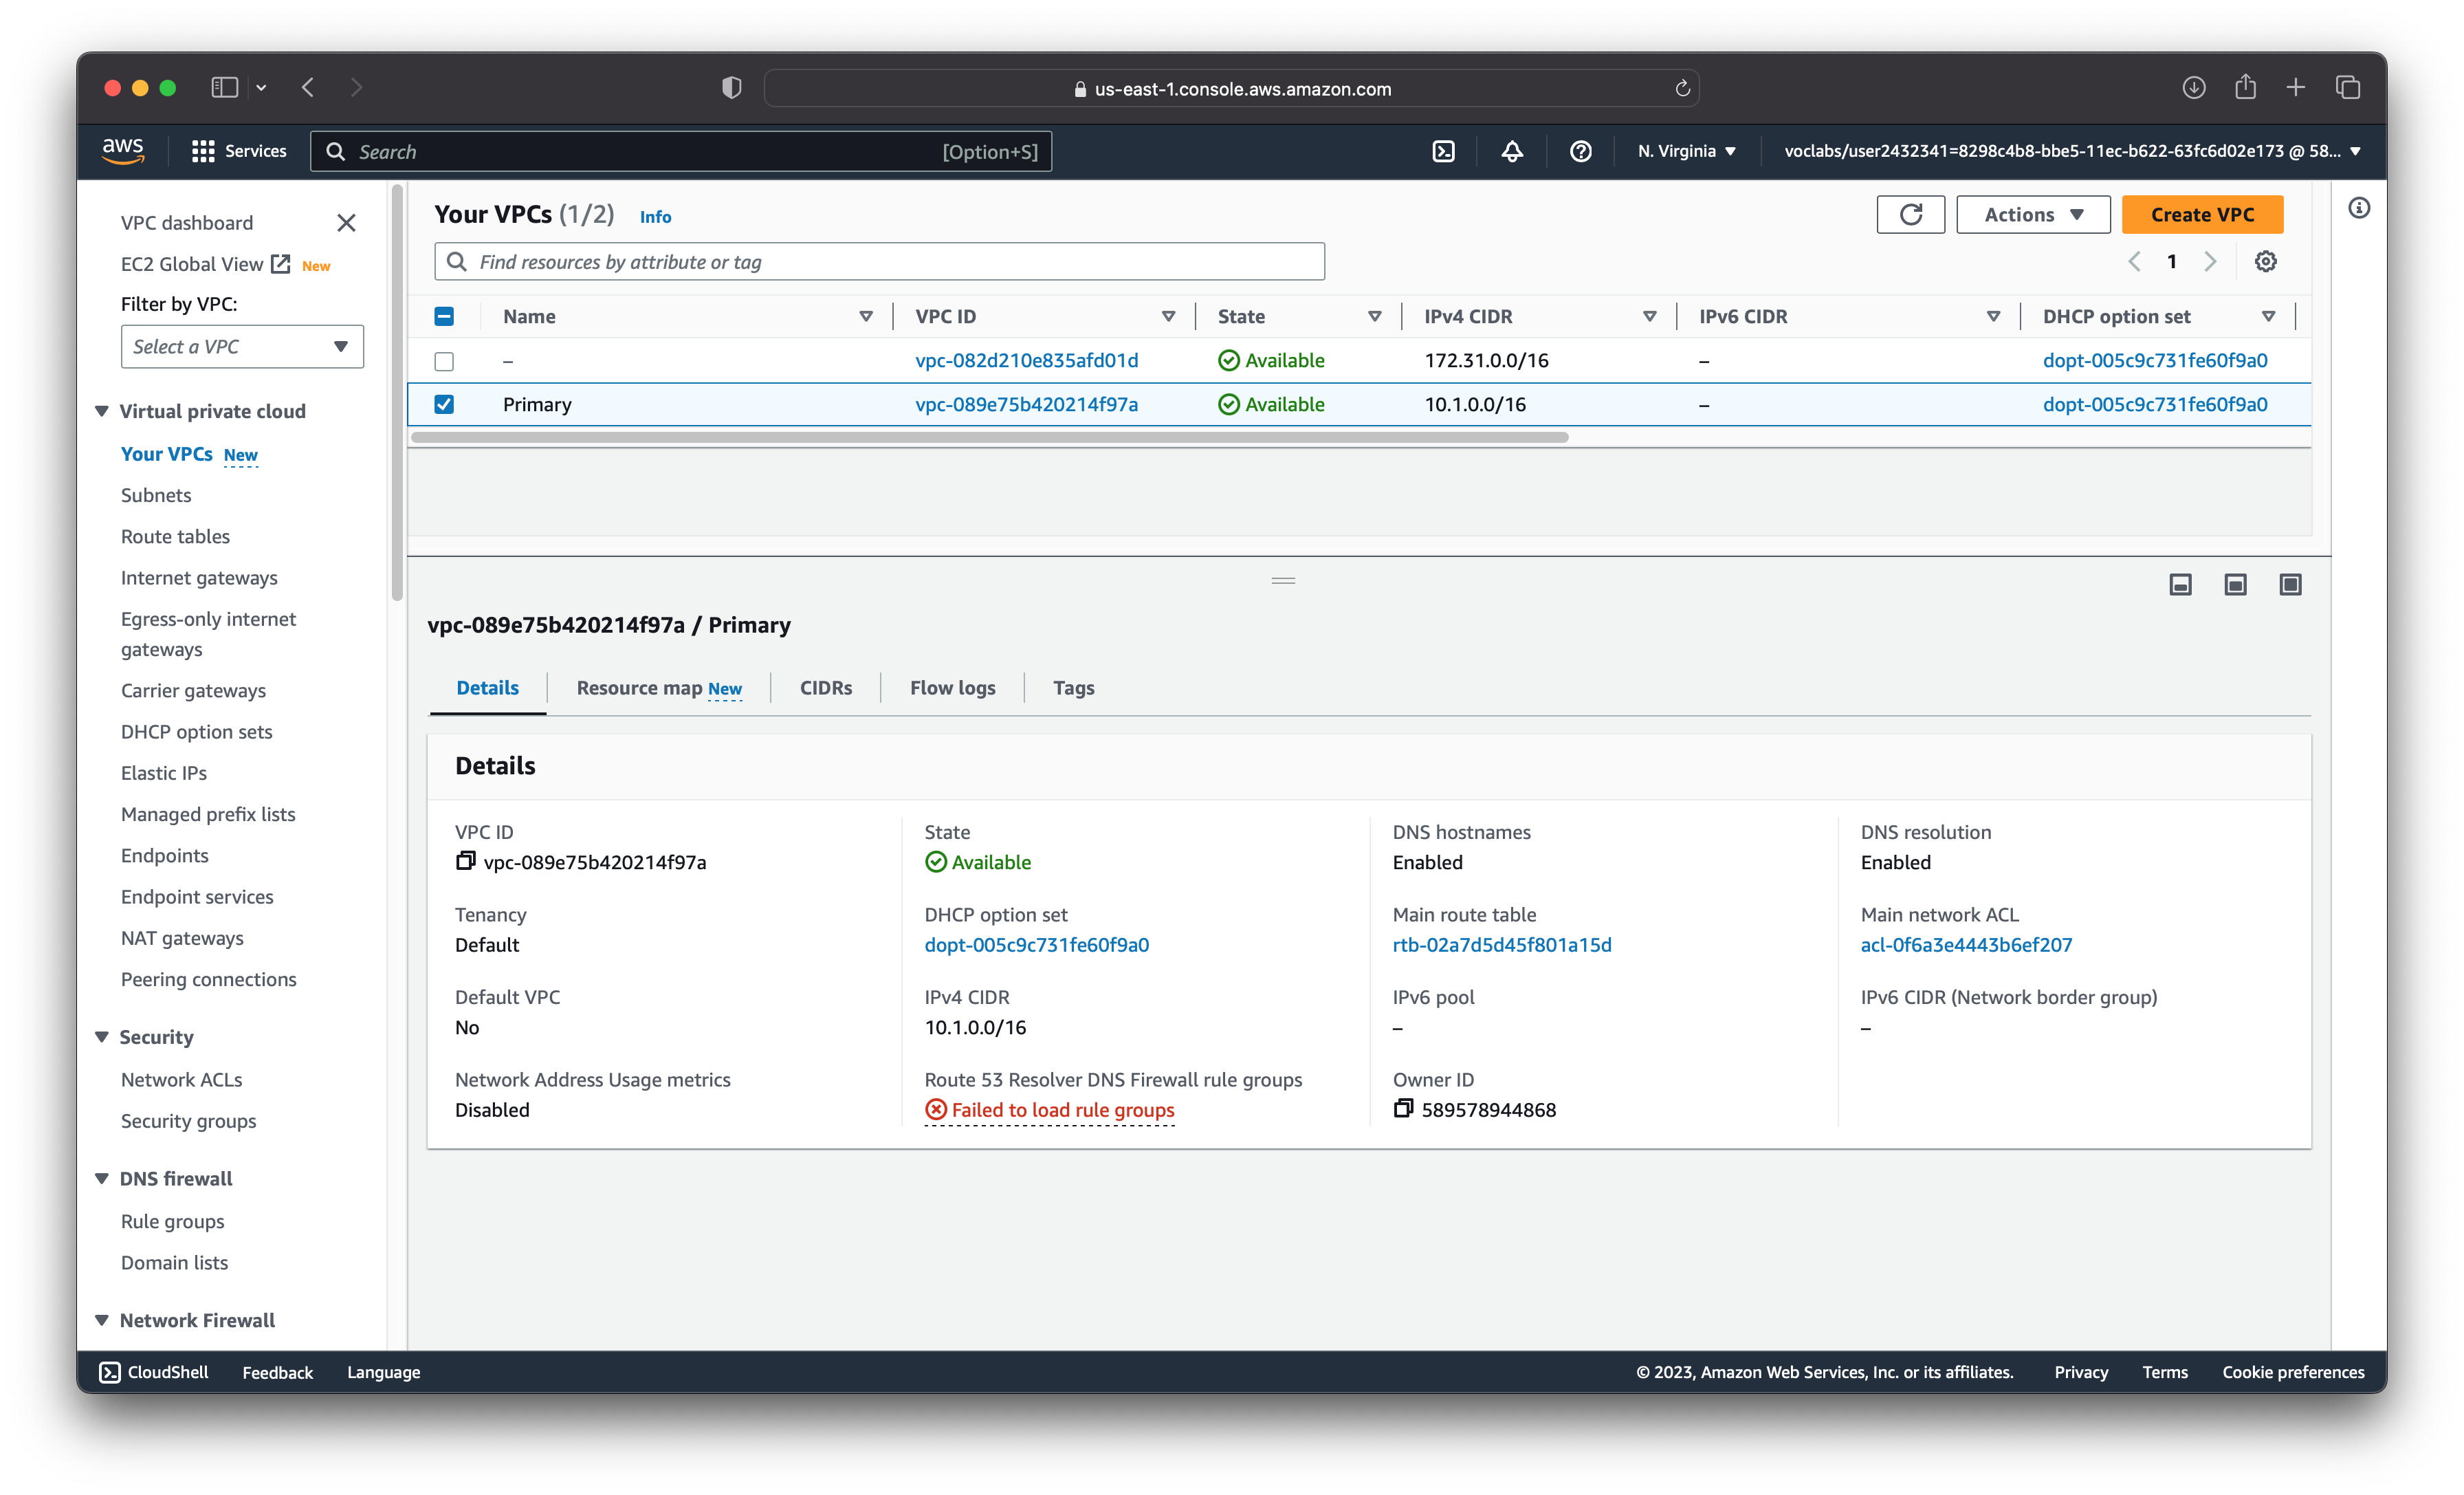 us-east-1.console.aws.amazon.com
aws
Services
Search
[Option+S]
N. Virginia
voclabs/user2432341=8298c4b8-bbe5-11ec-b622-63fc6d02e173 @ 58...
VPC dashboard
EC2 Global View New
Filter by VPC:
Select a VPC
Virtual private cloud
Your VPCs New
Subnets
Route tables
Internet gateways
Egress-only internet
gateways
Carrier gateways
DHCP option sets
Elastic IPs
Managed prefix lists
Endpoints
Endpoint services
NAT gateways
Peering connections
Security
Network ACLs
Security groups
DNS firewall
Rule groups
Domain lists
Network Firewall
Your VPCs (1/2) Info
Actions
Create VPC
Find resources by attribute or tag
1
Name VPC ID State IPv4 CIDR IPv6 CIDR DHCP option set
– vpc-082d210e835afd01d Available 172.31.0.0/16 – dopt-005c9c731fe60f9a0
Primary vpc-089e75b420214f97a Available 10.1.0.0/16 – dopt-005c9c731fe60f9a0
vpc-089e75b420214f97a / Primary
Details Resource map New CIDRs Flow logs Tags
Details
VPC ID State DNS hostnames DNS resolution
vpc-089e75b420214f97a Available Enabled Enabled
Tenancy DHCP option set Main route table Main network ACL
Default dopt-005c9c731fe60f9a0 rtb-02a7d5d45f801a15d acl-0f6a3e4443b6ef207
Default VPC IPv4 CIDR IPv6 pool IPv6 CIDR (Network border group)
No 10.1.0.0/16 – –
Network Address Usage metrics Route 53 Resolver DNS Firewall rule groups Owner ID
Disabled Failed to load rule groups 589578944868
CloudShell Feedback Language © 2023, Amazon Web Services, Inc. or its affiliates. Privacy Terms Cookie preferences